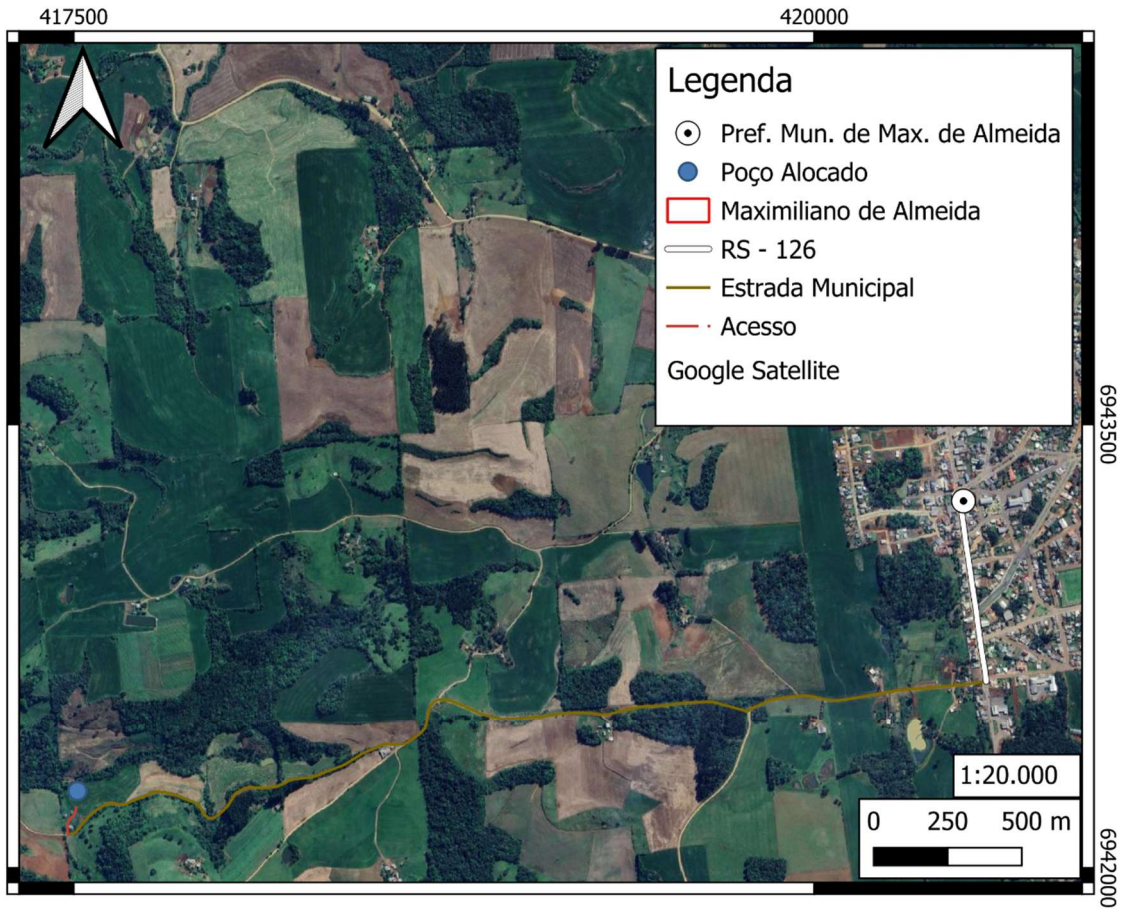 417500
420000
Legenda
Pref. Mun. de Max. de Almeida
Poço Alocado
Maximiliano de Almeida
RS - 126
Estrada Municipal
Acesso
Google Satellite
6943500
1:20.000
0 250 500 m
6942000